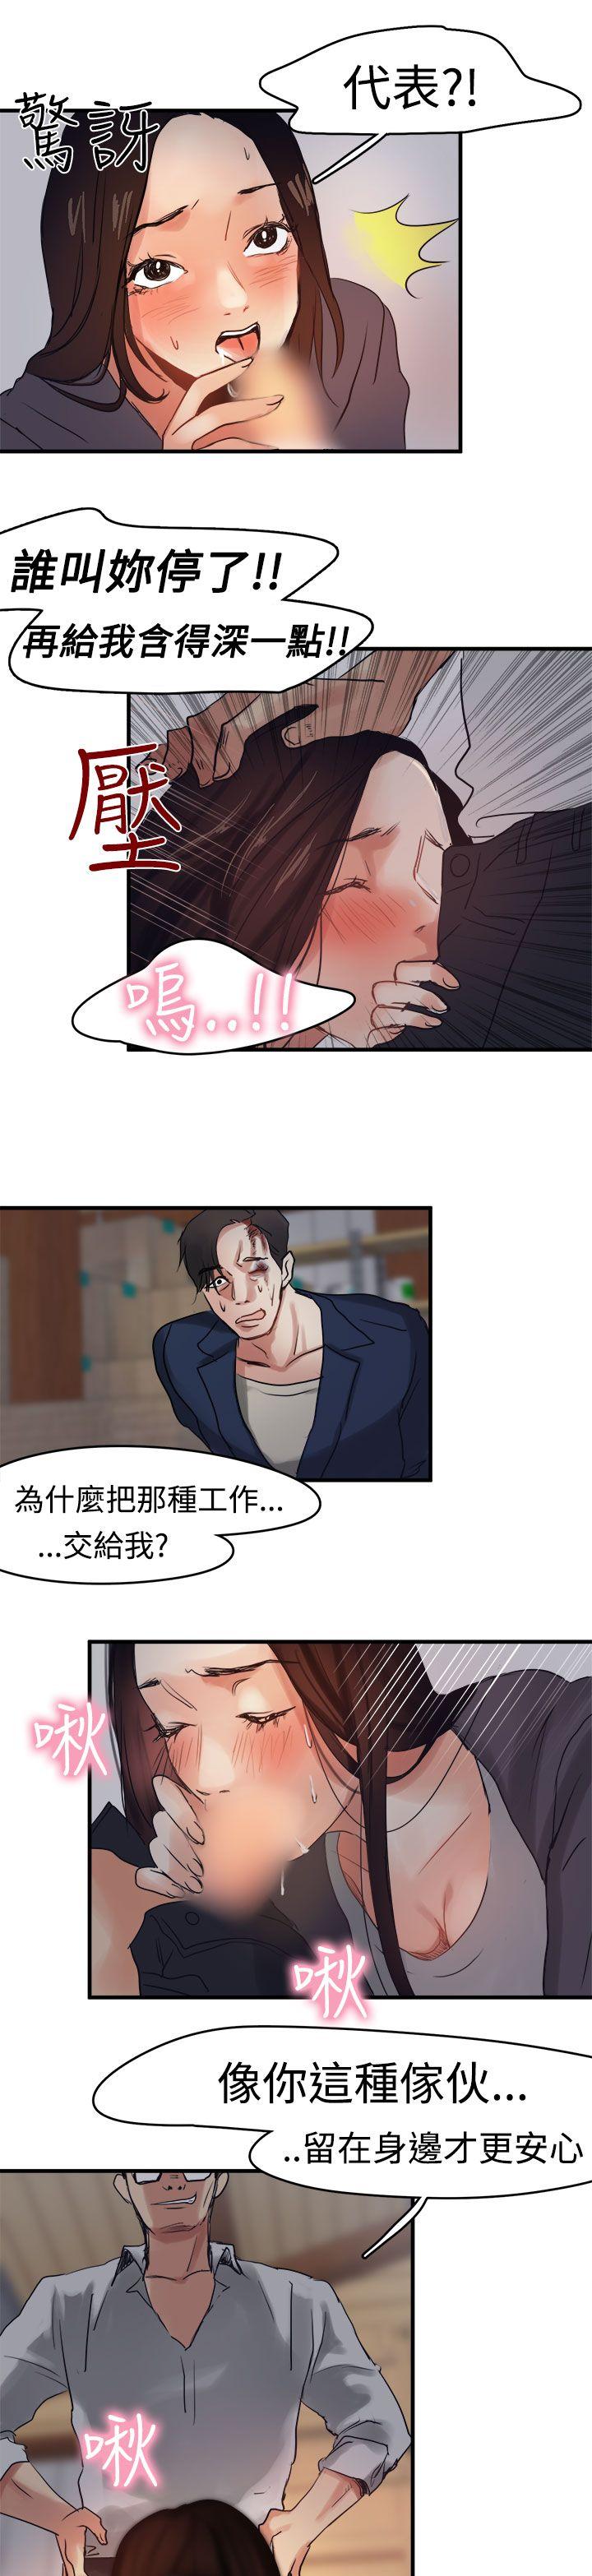 代表?!
驚訝
誰叫妳停了!!
再給我含得深一點!!
壓
嗚..!!
為什麼把那種工作...
...交給我?
啾
啾
像你這種傢伙...
..留在身邊才更安心
啾